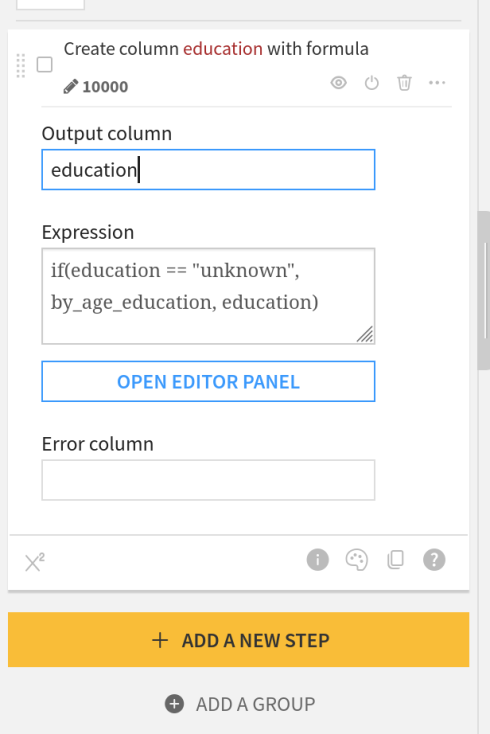 Create column education with formula
10000
Output column
education
Expression
if(education == "unknown",
by_age_education, education)
OPEN EDITOR PANEL
Error column
X²
+ ADD A NEW STEP
ADD A GROUP